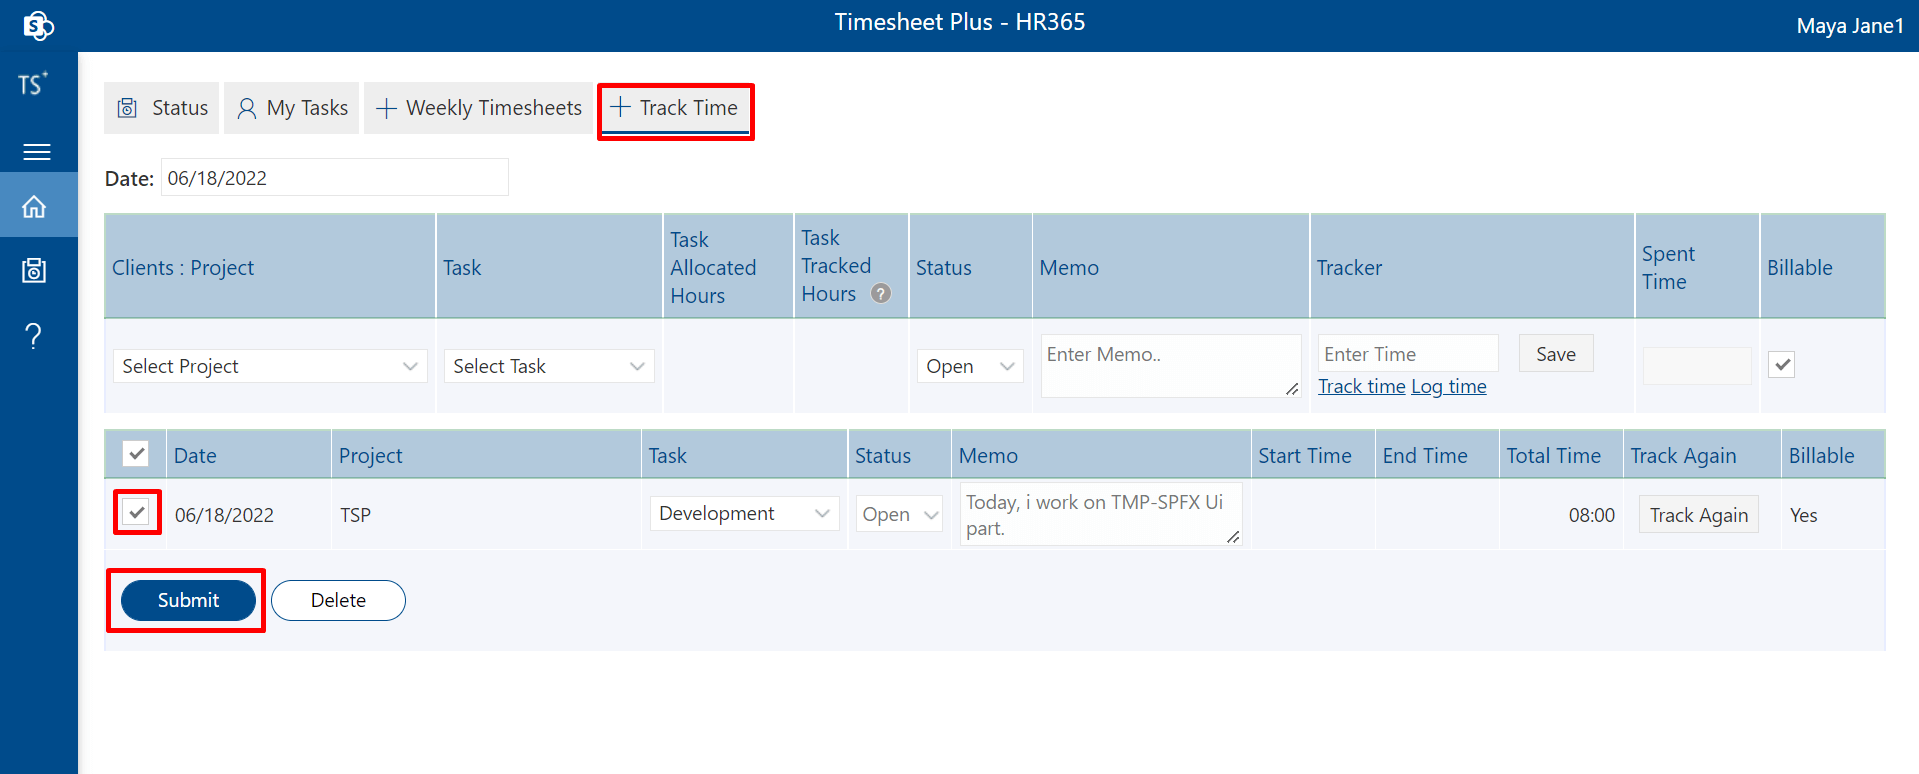 S
Timesheet Plus - HR365
Maya Jane1
TS+
Status
My Tasks
Weekly Timesheets
Track Time
Date: 06/18/2022
Clients : Project
Task
Task
Allocated
Hours
Task
Tracked
Hours ?
Status
Memo
Tracker
Spent
Time
Billable
Select Project
Select Task
Open
Enter Memo..
Enter Time
Save
Track time Log time
Date
Project
Task
Status
Memo
Start Time
End Time
Total Time
Track Again
Billable
06/18/2022
TSP
Development
Open
Today, i work on TMP-SPFX Ui
part.
08:00
Track Again
Yes
Submit
Delete
?